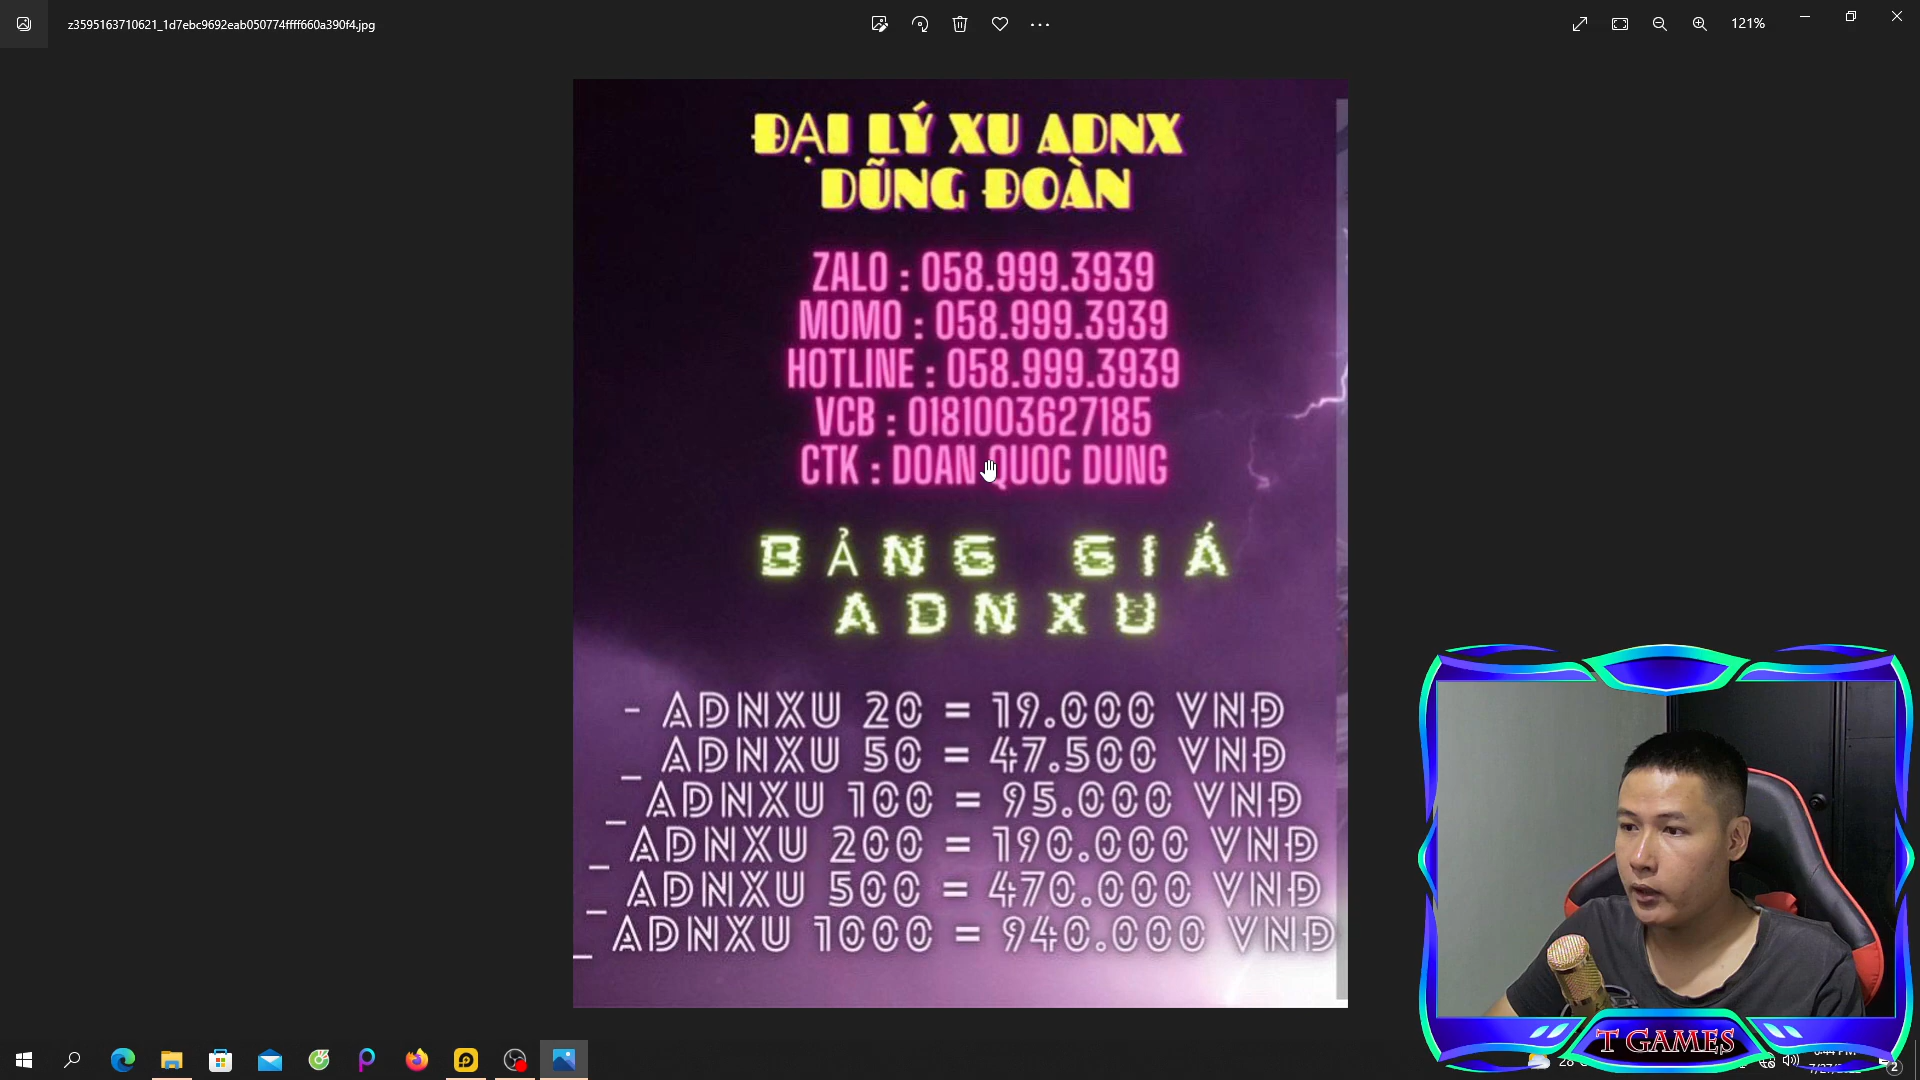 z3595163710621_1d7ebc9692eab050774ffff660a390f4.jpg
121%
ĐẠI LÝ XU ADNX
DŨNG ĐOÀN
ZALO : 058.999.3939
MOMO : 058.999.3939
HOTLINE : 058.999.3939
VCB : 0181003627185
CTK : DOAN QUOC DUNG
BẢNG GIÁ
ADNXU
- ADNXU 20 = 19.000 VNĐ
_ ADNXU 50 = 47.500 VNĐ
_ ADNXU 100 = 95.000 VNĐ
_ ADNXU 200 = 190.000 VNĐ
_ ADNXU 500 = 470.000 VNĐ
_ ADNXU 1000 = 940.000 VNĐ
T GAMES
2